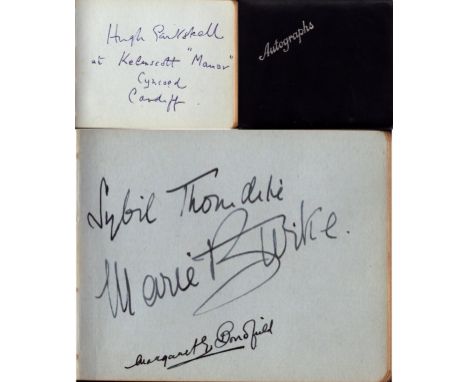 Hugh Gaitskell
at Kelmscott "Manor"
Cyncoed
Cardiff.
Autographs
Sybil Thorndike
Marie Burke.
Margaret G. Bondfield